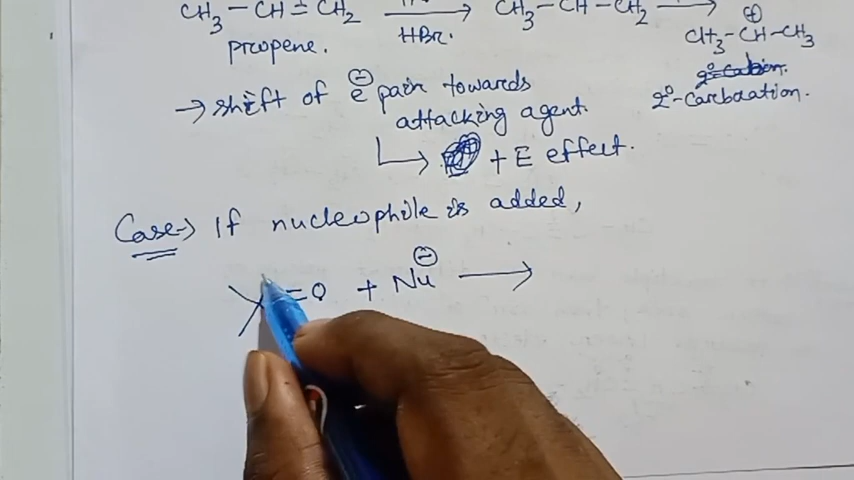 CH3 - CH = CH2 → HBr. CH3 - CH - CH2 → ⊕
propene. CH3 - CH - CH3
2°-Carbocation.
→ shift of e⊖ pair towards
attacking agent.
↳ + E effect.
Case → If nucleophile is added,
=O + Nu⊖ →